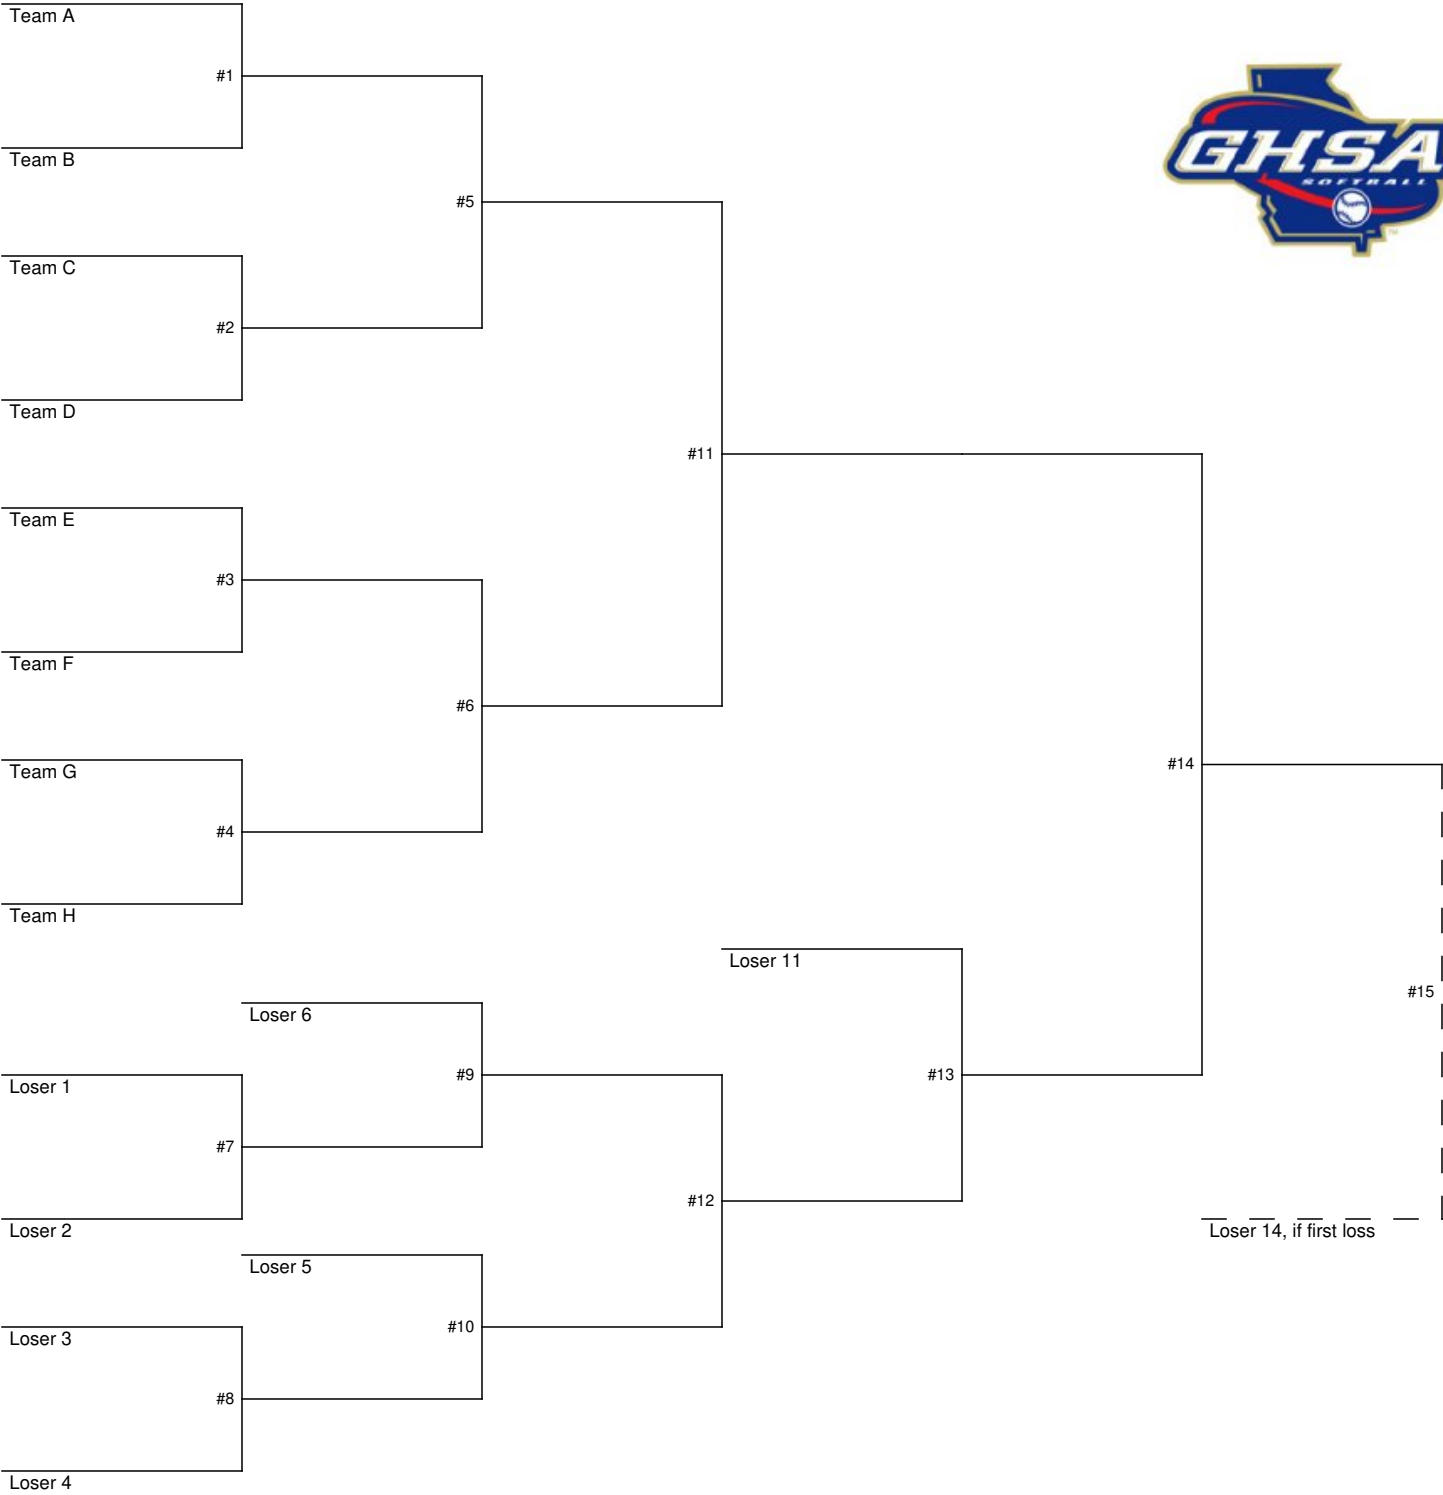 Team A
#1
Team B
#5
Team C
#2
Team D
#11
Team E
#3
Team F
#6
Team G
#4
Team H
GHSA
SOFTBALL
TM
#14
#15
Loser 14, if first loss
Loser 11
#13
Loser 6
#9
Loser 1
#7
Loser 2
#12
Loser 5
#10
Loser 3
#8
Loser 4